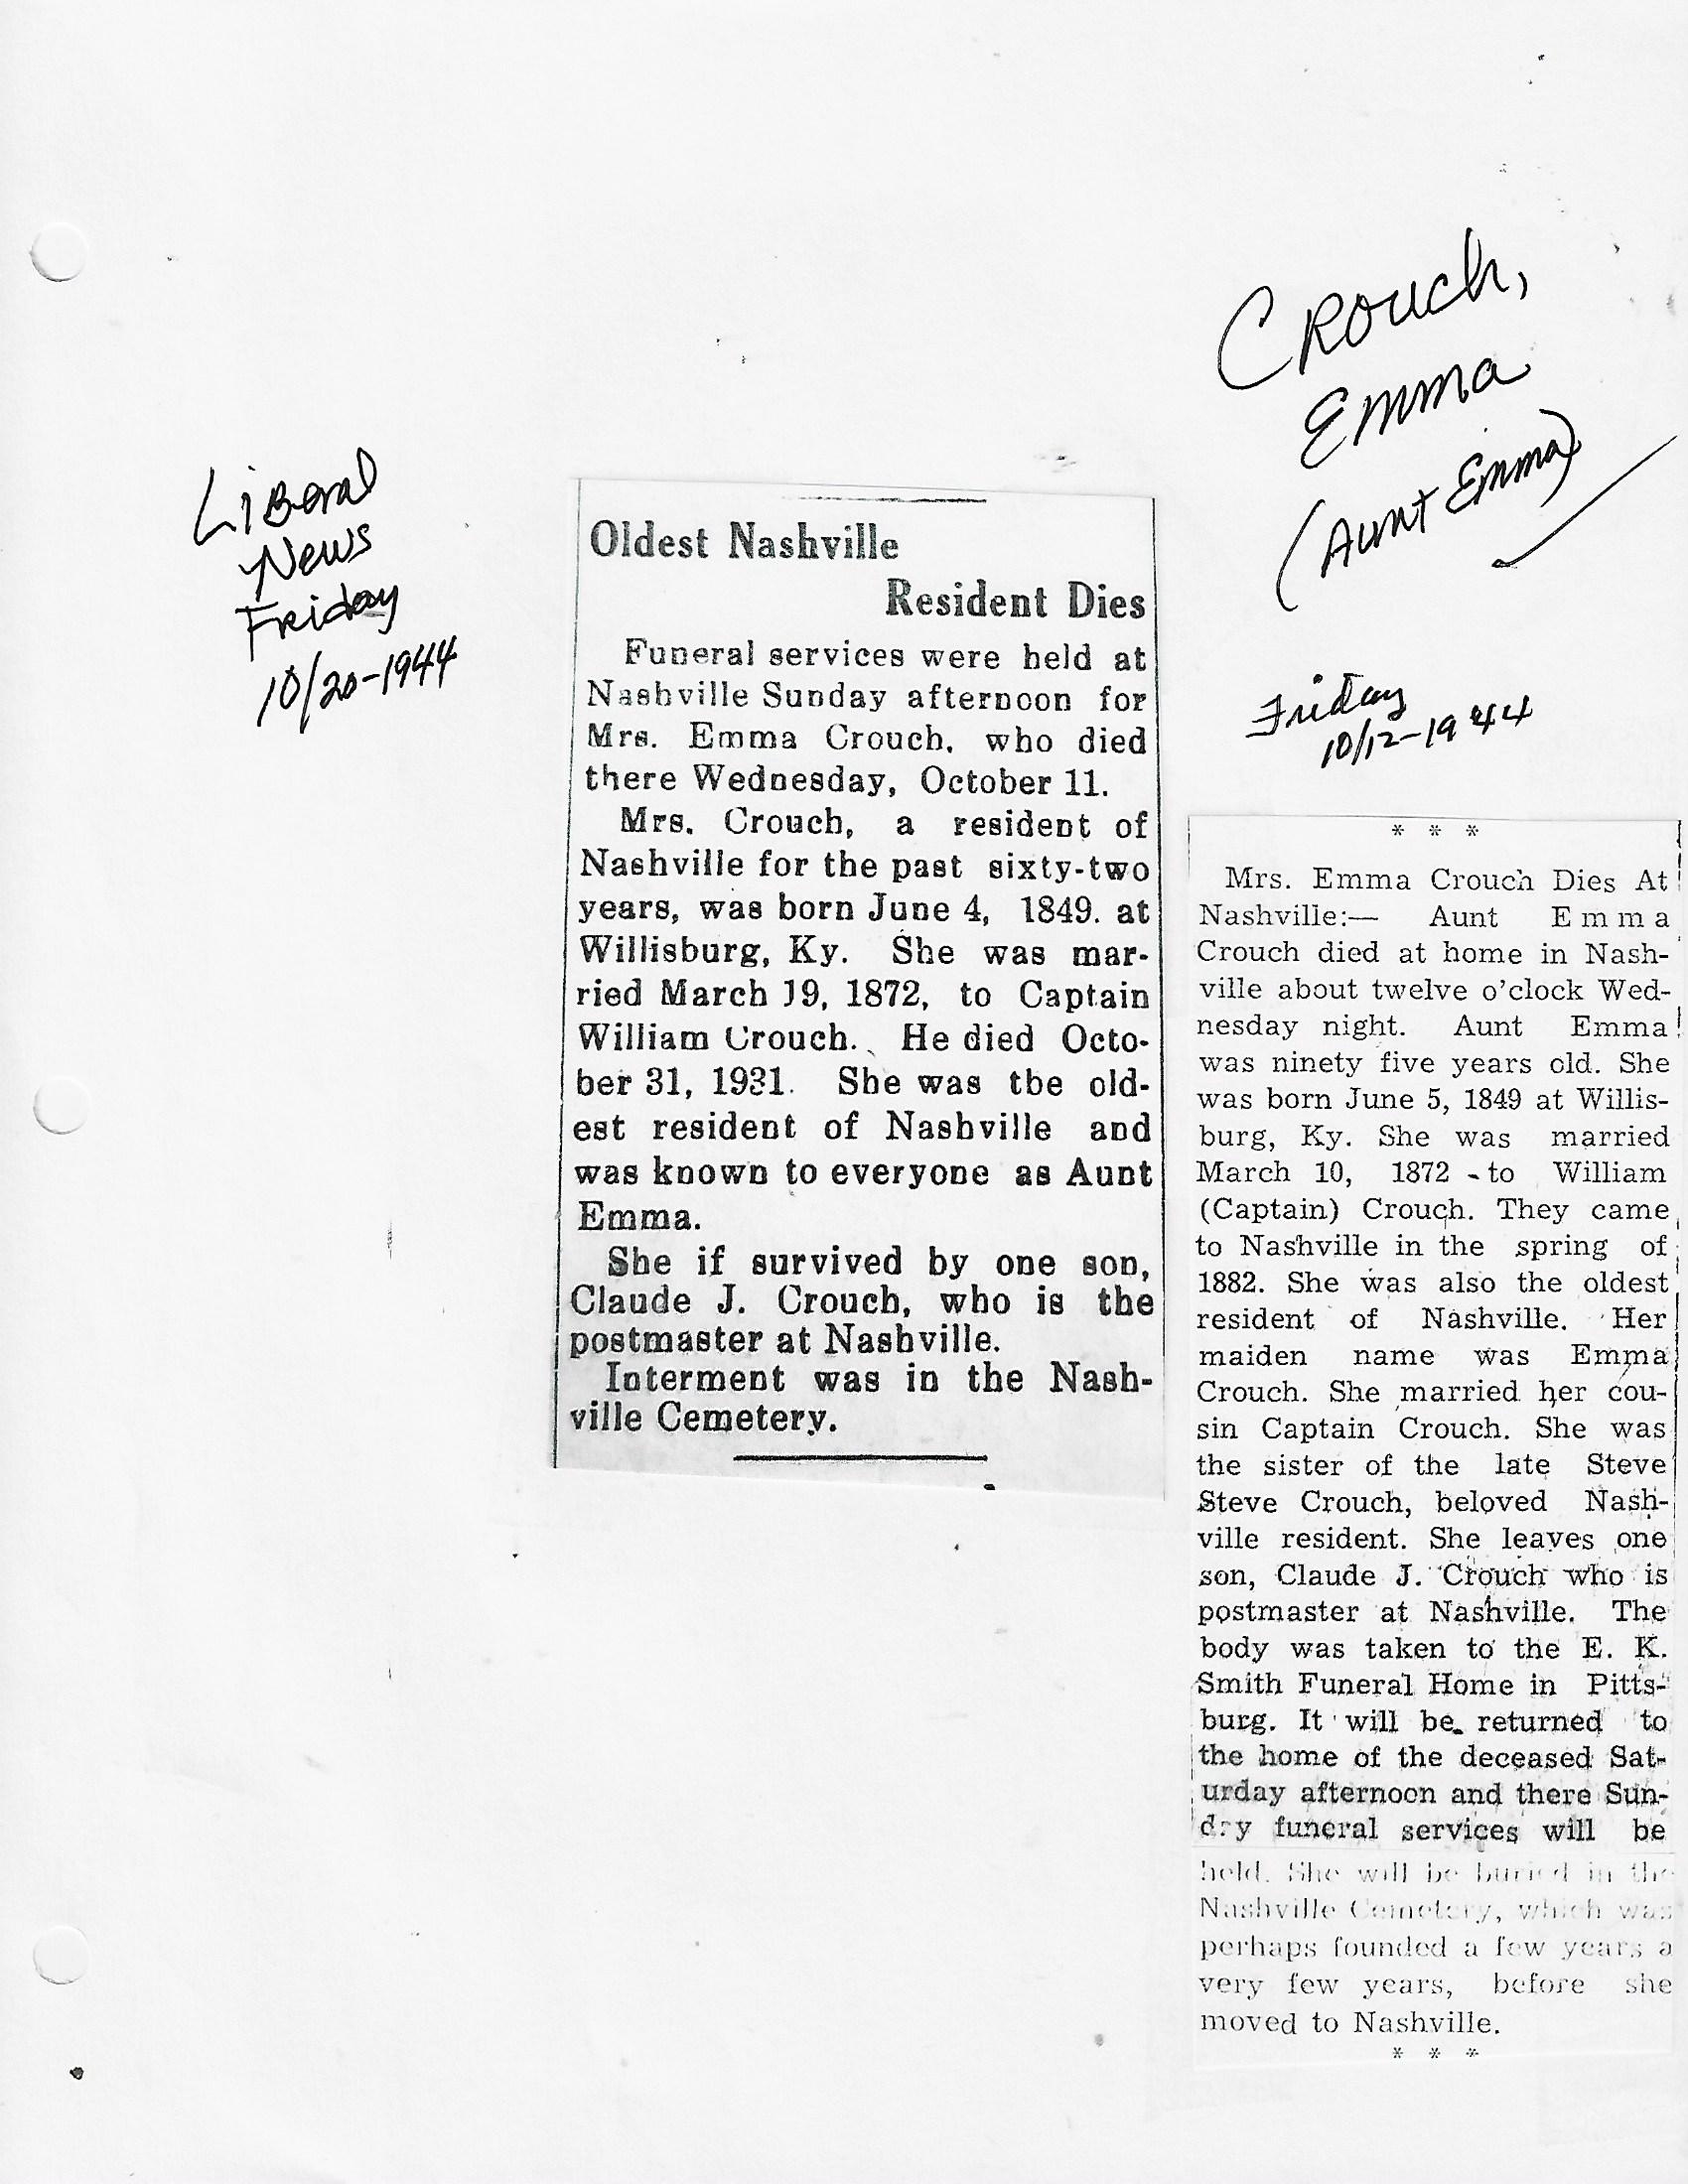 Crouch,
Emma
(Aunt Emma)
Liberal
News
Friday
10/20-1944
Oldest Nashville
Resident Dies
Funeral services were held at
Nashville Sunday afternoon for
Mrs. Emma Crouch, who died
there Wednesday, October 11.
Mrs. Crouch, a resident of
Nashville for the past sixty-two
years, was born June 4, 1849. at
Willisburg, Ky. She was mar-
ried March 19, 1872, to Captain
William Crouch. He died Octo-
ber 31, 1931. She was the old-
est resident of Nashville and
was known to everyone as Aunt
Emma.
She if survived by one son,
Claude J. Crouch, who is the
postmaster at Nashville.
Interment was in the Nash-
ville Cemetery.
Friday
10/12-1944
* * *
Mrs. Emma Crouch Dies At
Nashville:— Aunt Emma
Crouch died at home in Nash-
ville about twelve o'clock Wed-
nesday night. Aunt Emma
was ninety five years old. She
was born June 5, 1849 at Willis-
burg, Ky. She was married
March 10, 1872 - to William
(Captain) Crouch. They came
to Nashville in the spring of
1882. She was also the oldest
resident of Nashville. Her
maiden name was Emma
Crouch. She married her cou-
sin Captain Crouch. She was
the sister of the late Steve
Steve Crouch, beloved Nash-
ville resident. She leaves one
son, Claude J. Crouch who is
postmaster at Nashville. The
body was taken to the E. K.
Smith Funeral Home in Pitts-
burg. It will be returned to
the home of the deceased Sat-
urday afternoon and there Sun-
day funeral services will be
held. She will be buried in the
Nashville Cemetery, which was
perhaps founded a few years a
very few years, before she
moved to Nashville.
* * *